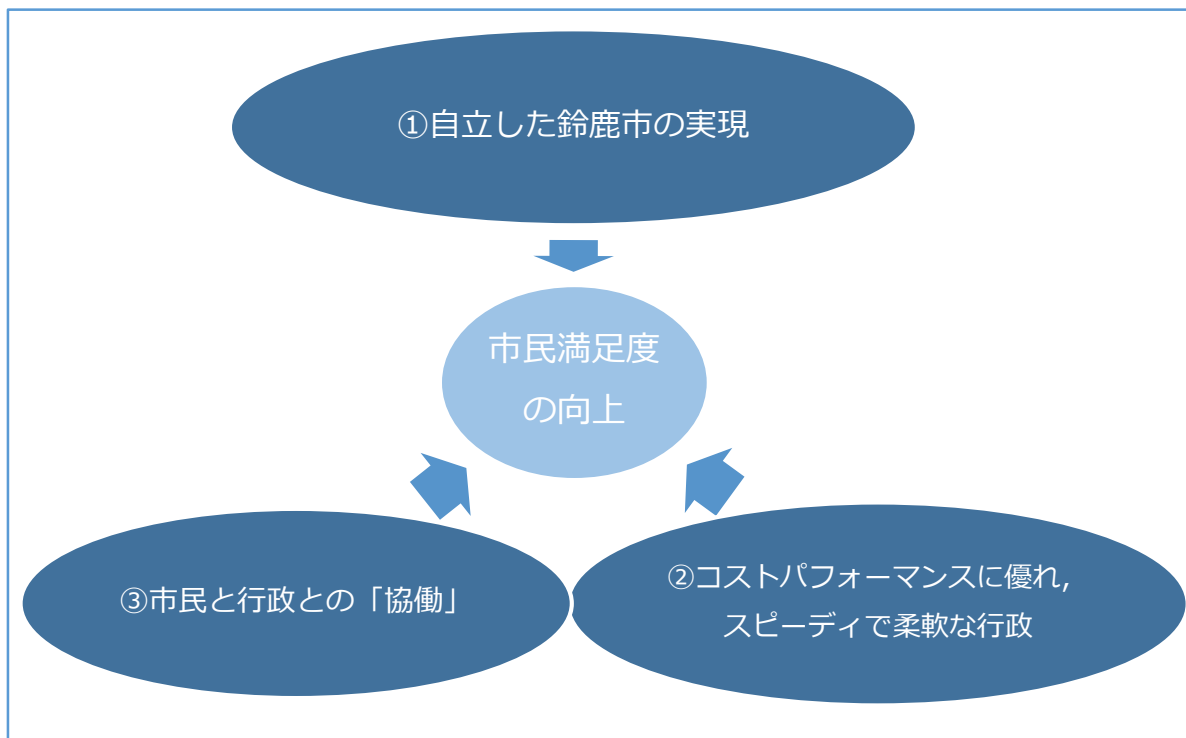 ①自立した鈴鹿市の実現
市民満足度
の向上
③市民と行政との「協働」
②コストパフォーマンスに優れ,
スピーディで柔軟な行政